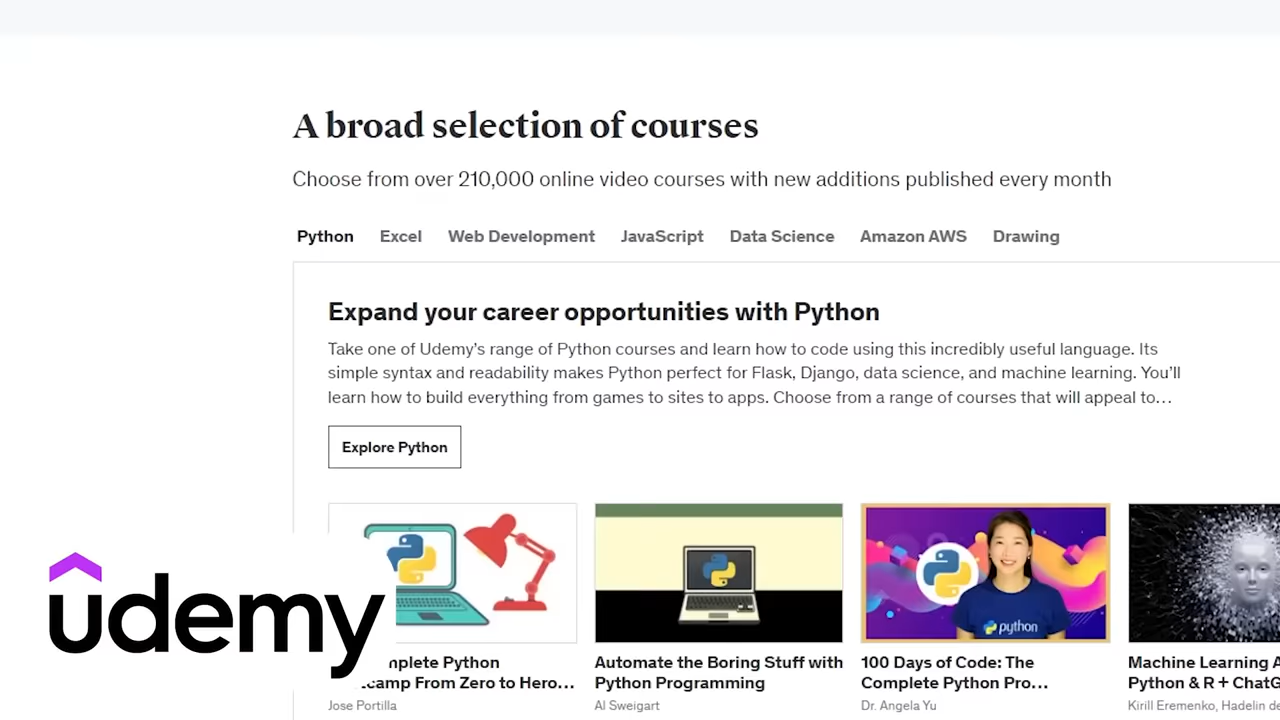 A broad selection of courses
Choose from over 210,000 online video courses with new additions published every month
Python Excel Web Development JavaScript Data Science Amazon AWS Drawing
Expand your career opportunities with Python
Take one of Udemy’s range of Python courses and learn how to code using this incredibly useful language. Its
simple syntax and readability makes Python perfect for Flask, Django, data science, and machine learning. You’ll
learn how to build everything from games to sites to apps. Choose from a range of courses that will appeal to…
Explore Python
python
udemy
mplete Python
camp From Zero to Hero…
Jose Portilla
Automate the Boring Stuff with
Python Programming
Al Sweigart
100 Days of Code: The
Complete Python Pro…
Dr. Angela Yu
Machine Learning A
Python & R + ChatG
Kirill Eremenko, Hadelin de